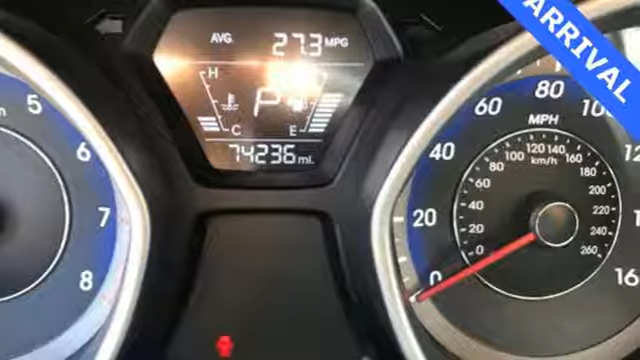 ARRIVAL
AVG 27.3 MPG
H
P
C E
74236 mi.
5
6
7
8
MPH
0 20 40 60 80
km/h
0 20 40 60 80 100 120 140 160 180 200 220 240 260